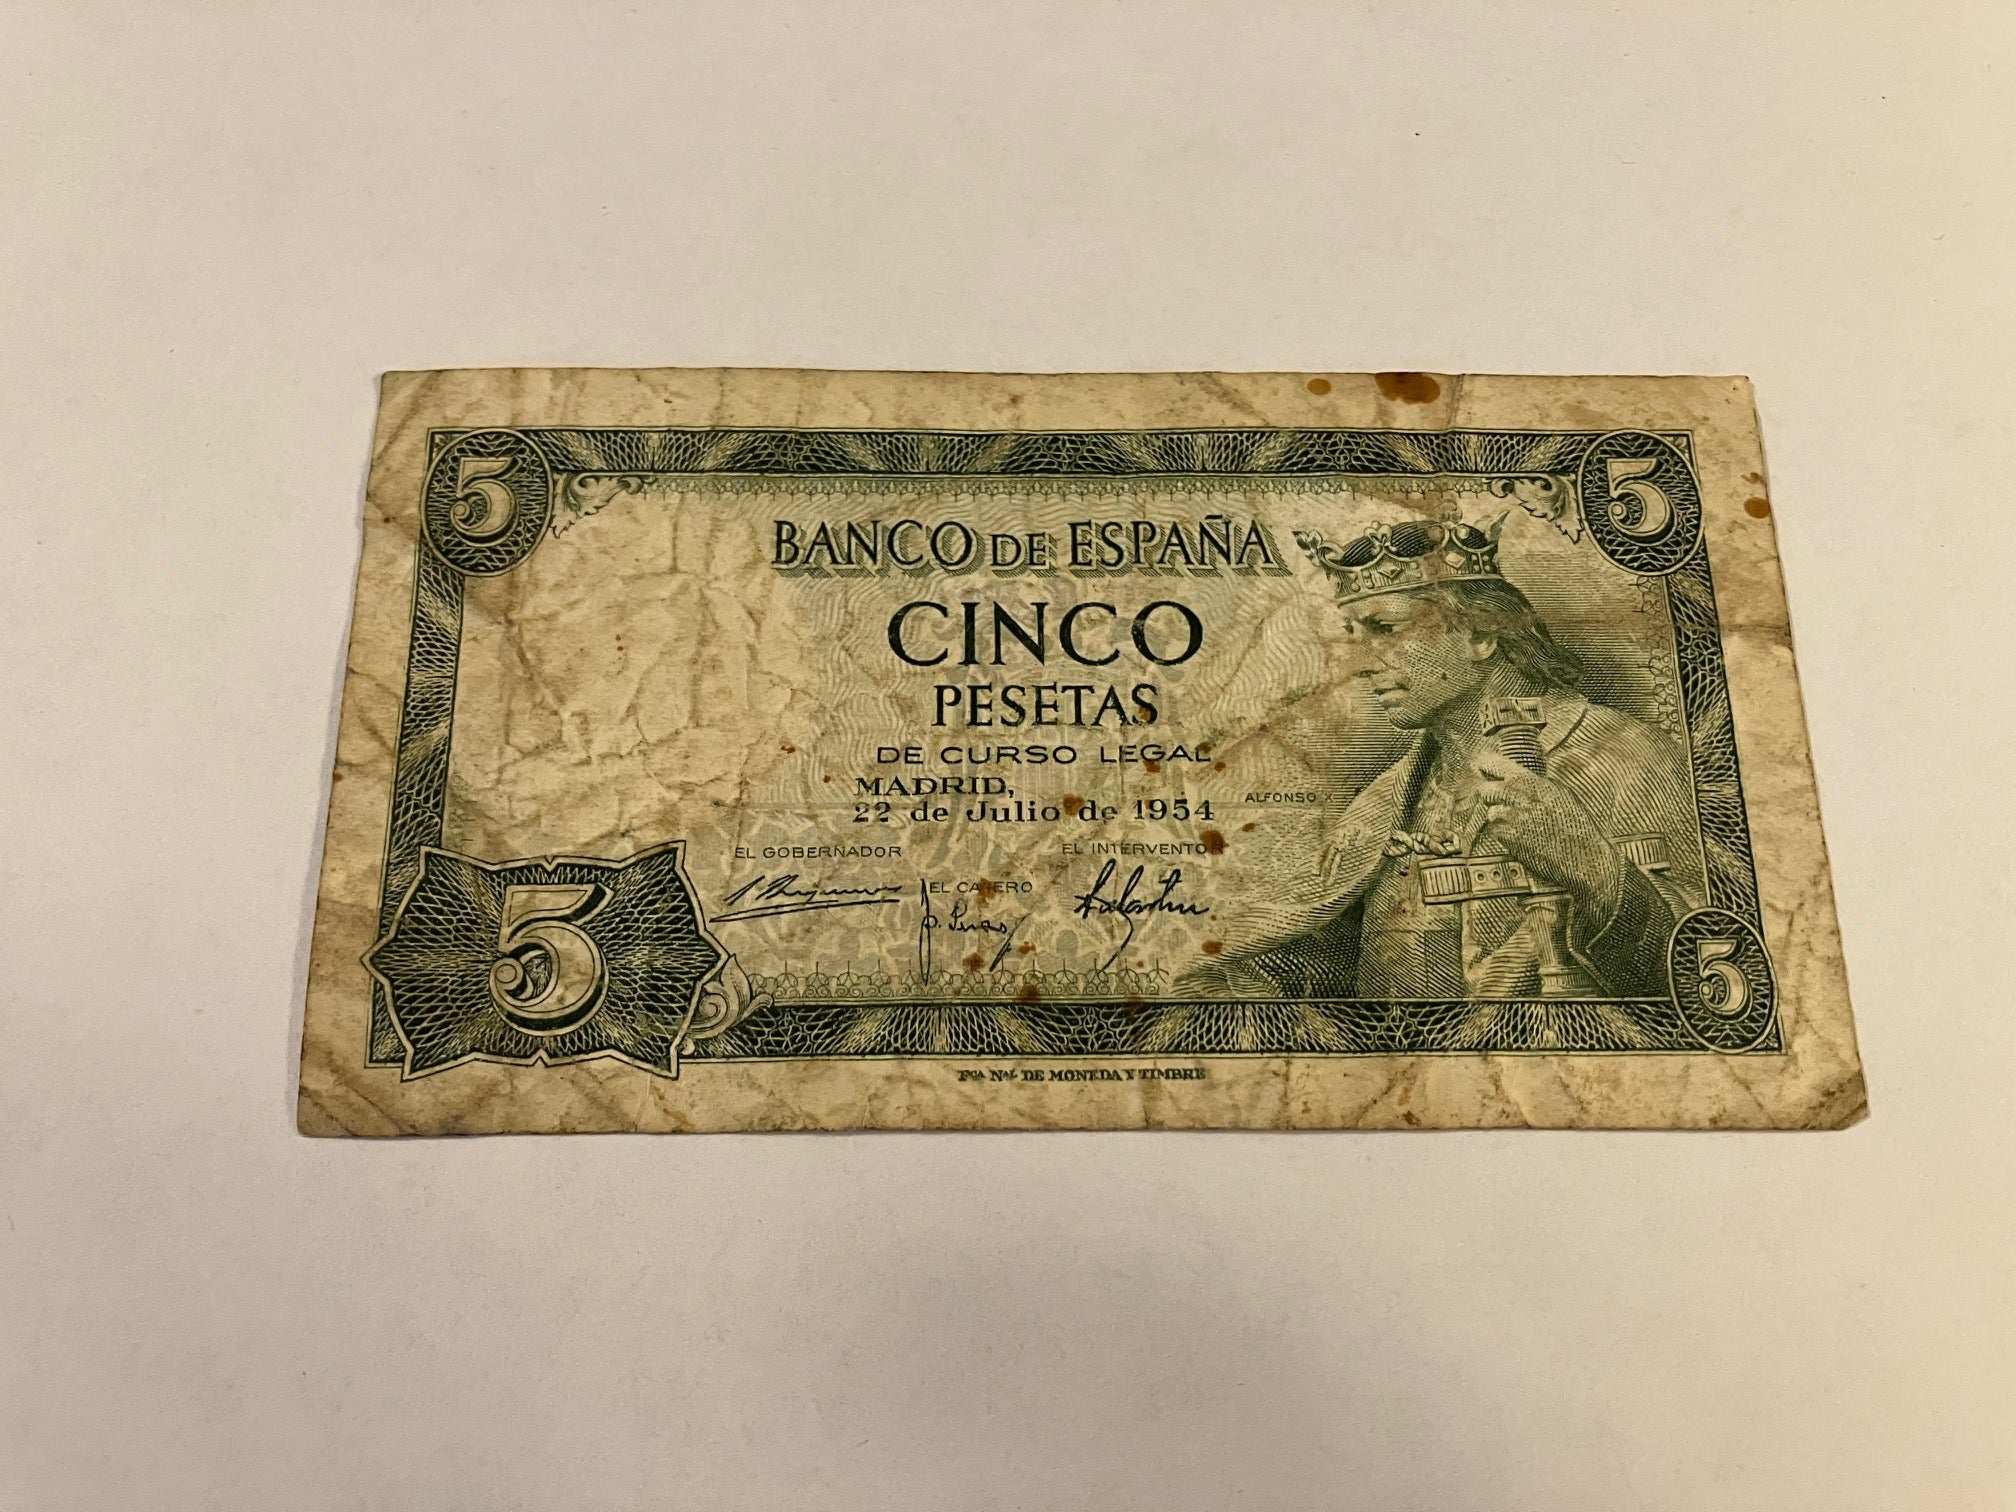 5
5
BANCO DE ESPAÑA
CINCO
PESETAS
DE CURSO LEGAL
MADRID,
22 de Julio de 1954
ALFONSO X
EL GOBERNADOR
EL INTERVENTOR
EL CAJERO
5
5
Fca Nal DE MONEDA Y TIMBRE